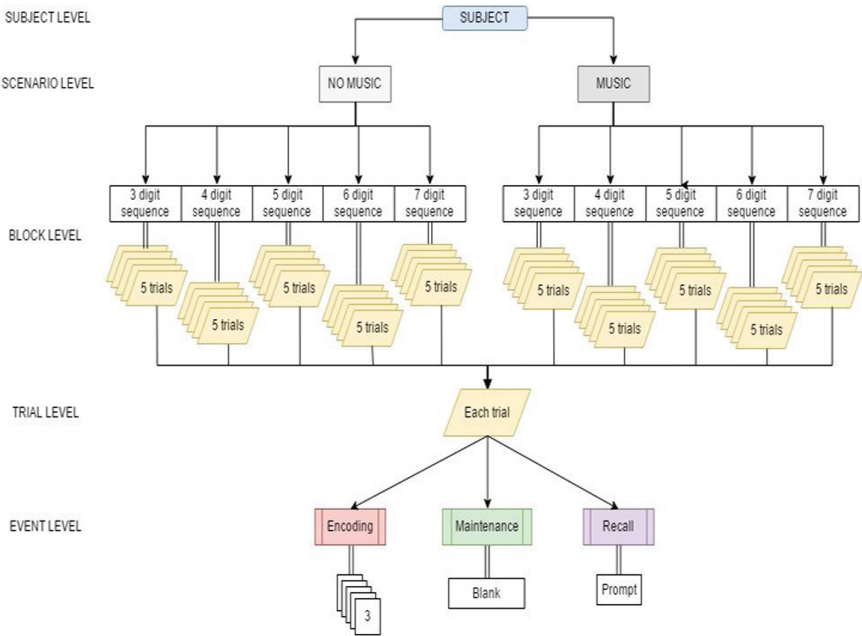 SUBJECT LEVEL
SUBJECT
SCENARIO LEVEL
NO MUSIC
MUSIC
3 digit
sequence
4 digit
sequence
5 digit
sequence
6 digit
sequence
7 digit
sequence
3 digit
sequence
4 digit
sequence
5 digit
sequence
6 digit
sequence
7 digit
sequence
BLOCK LEVEL
5 trials
5 trials
5 trials
5 trials
5 trials
5 trials
5 trials
5 trials
5 trials
5 trials
TRIAL LEVEL
Each trial
EVENT LEVEL
Encoding
Maintenance
Recall
3
Blank
Prompt